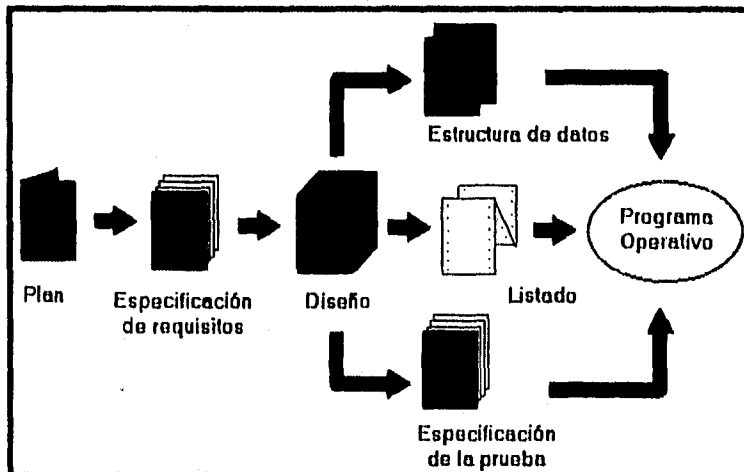 Estructura de datos
Programa
Operativo
Plan
Especificación
de requisitos
Diseño
Listado
Especificación
de la prueba